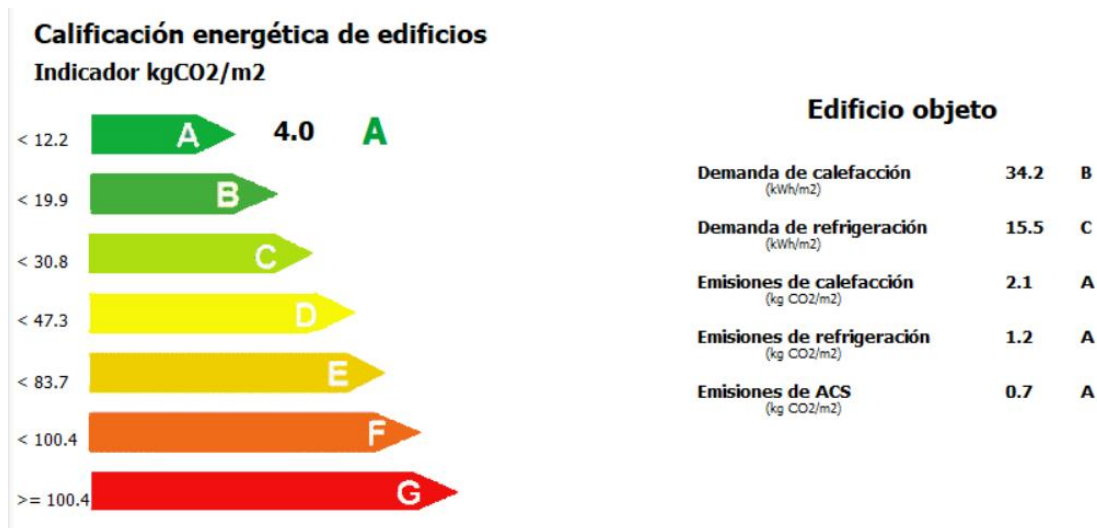 Calificación energética de edificios
Indicador kgCO2/m2
< 12.2 A 4.0 A
< 19.9 B
< 30.8 C
< 47.3 D
< 83.7 E
< 100.4 F
>= 100.4 G
Edificio objeto
Demanda de calefacción 34.2 B
(kWh/m2)
Demanda de refrigeración 15.5 C
(kWh/m2)
Emisiones de calefacción 2.1 A
(kg CO2/m2)
Emisiones de refrigeración 1.2 A
(kg CO2/m2)
Emisiones de ACS 0.7 A
(kg CO2/m2)